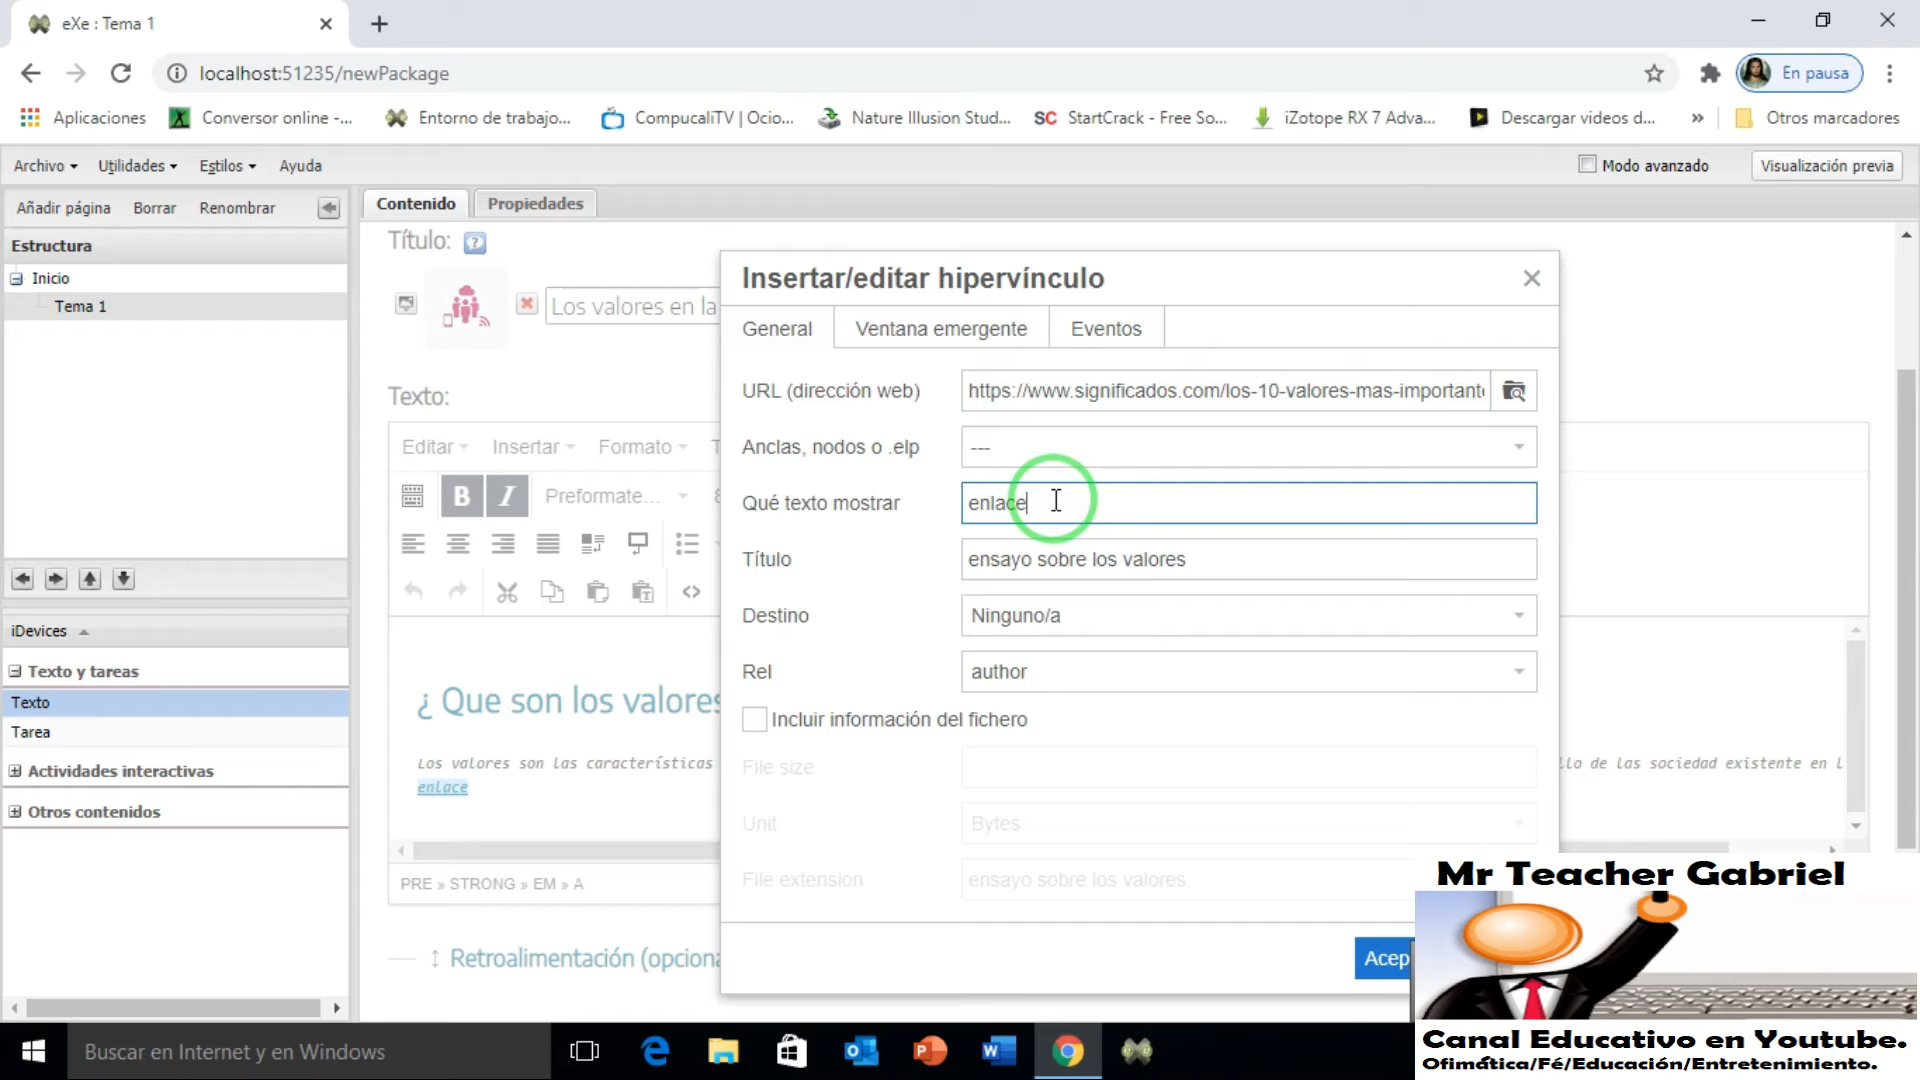 eXe : Tema 1
localhost:51235/newPackage
En pausa
Aplicaciones
Conversor online -...
Entorno de trabajo...
CompucaliTV | Ocio...
Nature Illusion Stud...
SC StartCrack - Free So...
iZotope RX 7 Adva...
Descargar videos d...
»
Otros marcadores
Archivo
Utilidades
Estilos
Ayuda
Modo avanzado
Visualización previa
Añadir página
Borrar
Renombrar
Contenido
Propiedades
Estructura
Inicio
Tema 1
iDevices
Texto y tareas
Texto
Tarea
Actividades interactivas
Otros contenidos
Título:
Los valores en la
Texto:
Editar
Insertar
Formato
B I Preformate...
¿ Que son los valores
Los valores son las características
llo de las sociedad existente en l
enlace
PRE » STRONG » EM » A
Retroalimentación (opciona
Insertar/editar hipervínculo
General
Ventana emergente
Eventos
URL (dirección web)
https://www.significados.com/los-10-valores-mas-important
Anclas, nodos o .elp
---
Qué texto mostrar
enlace
Título
ensayo sobre los valores
Destino
Ninguno/a
Rel
author
Incluir información del fichero
File size
Unit
Bytes
File extension
ensayo sobre los valores
Acep
Mr Teacher Gabriel
Canal Educativo en Youtube.
Ofimática/Fé/Educación/Entretenimiento.
Buscar en Internet y en Windows